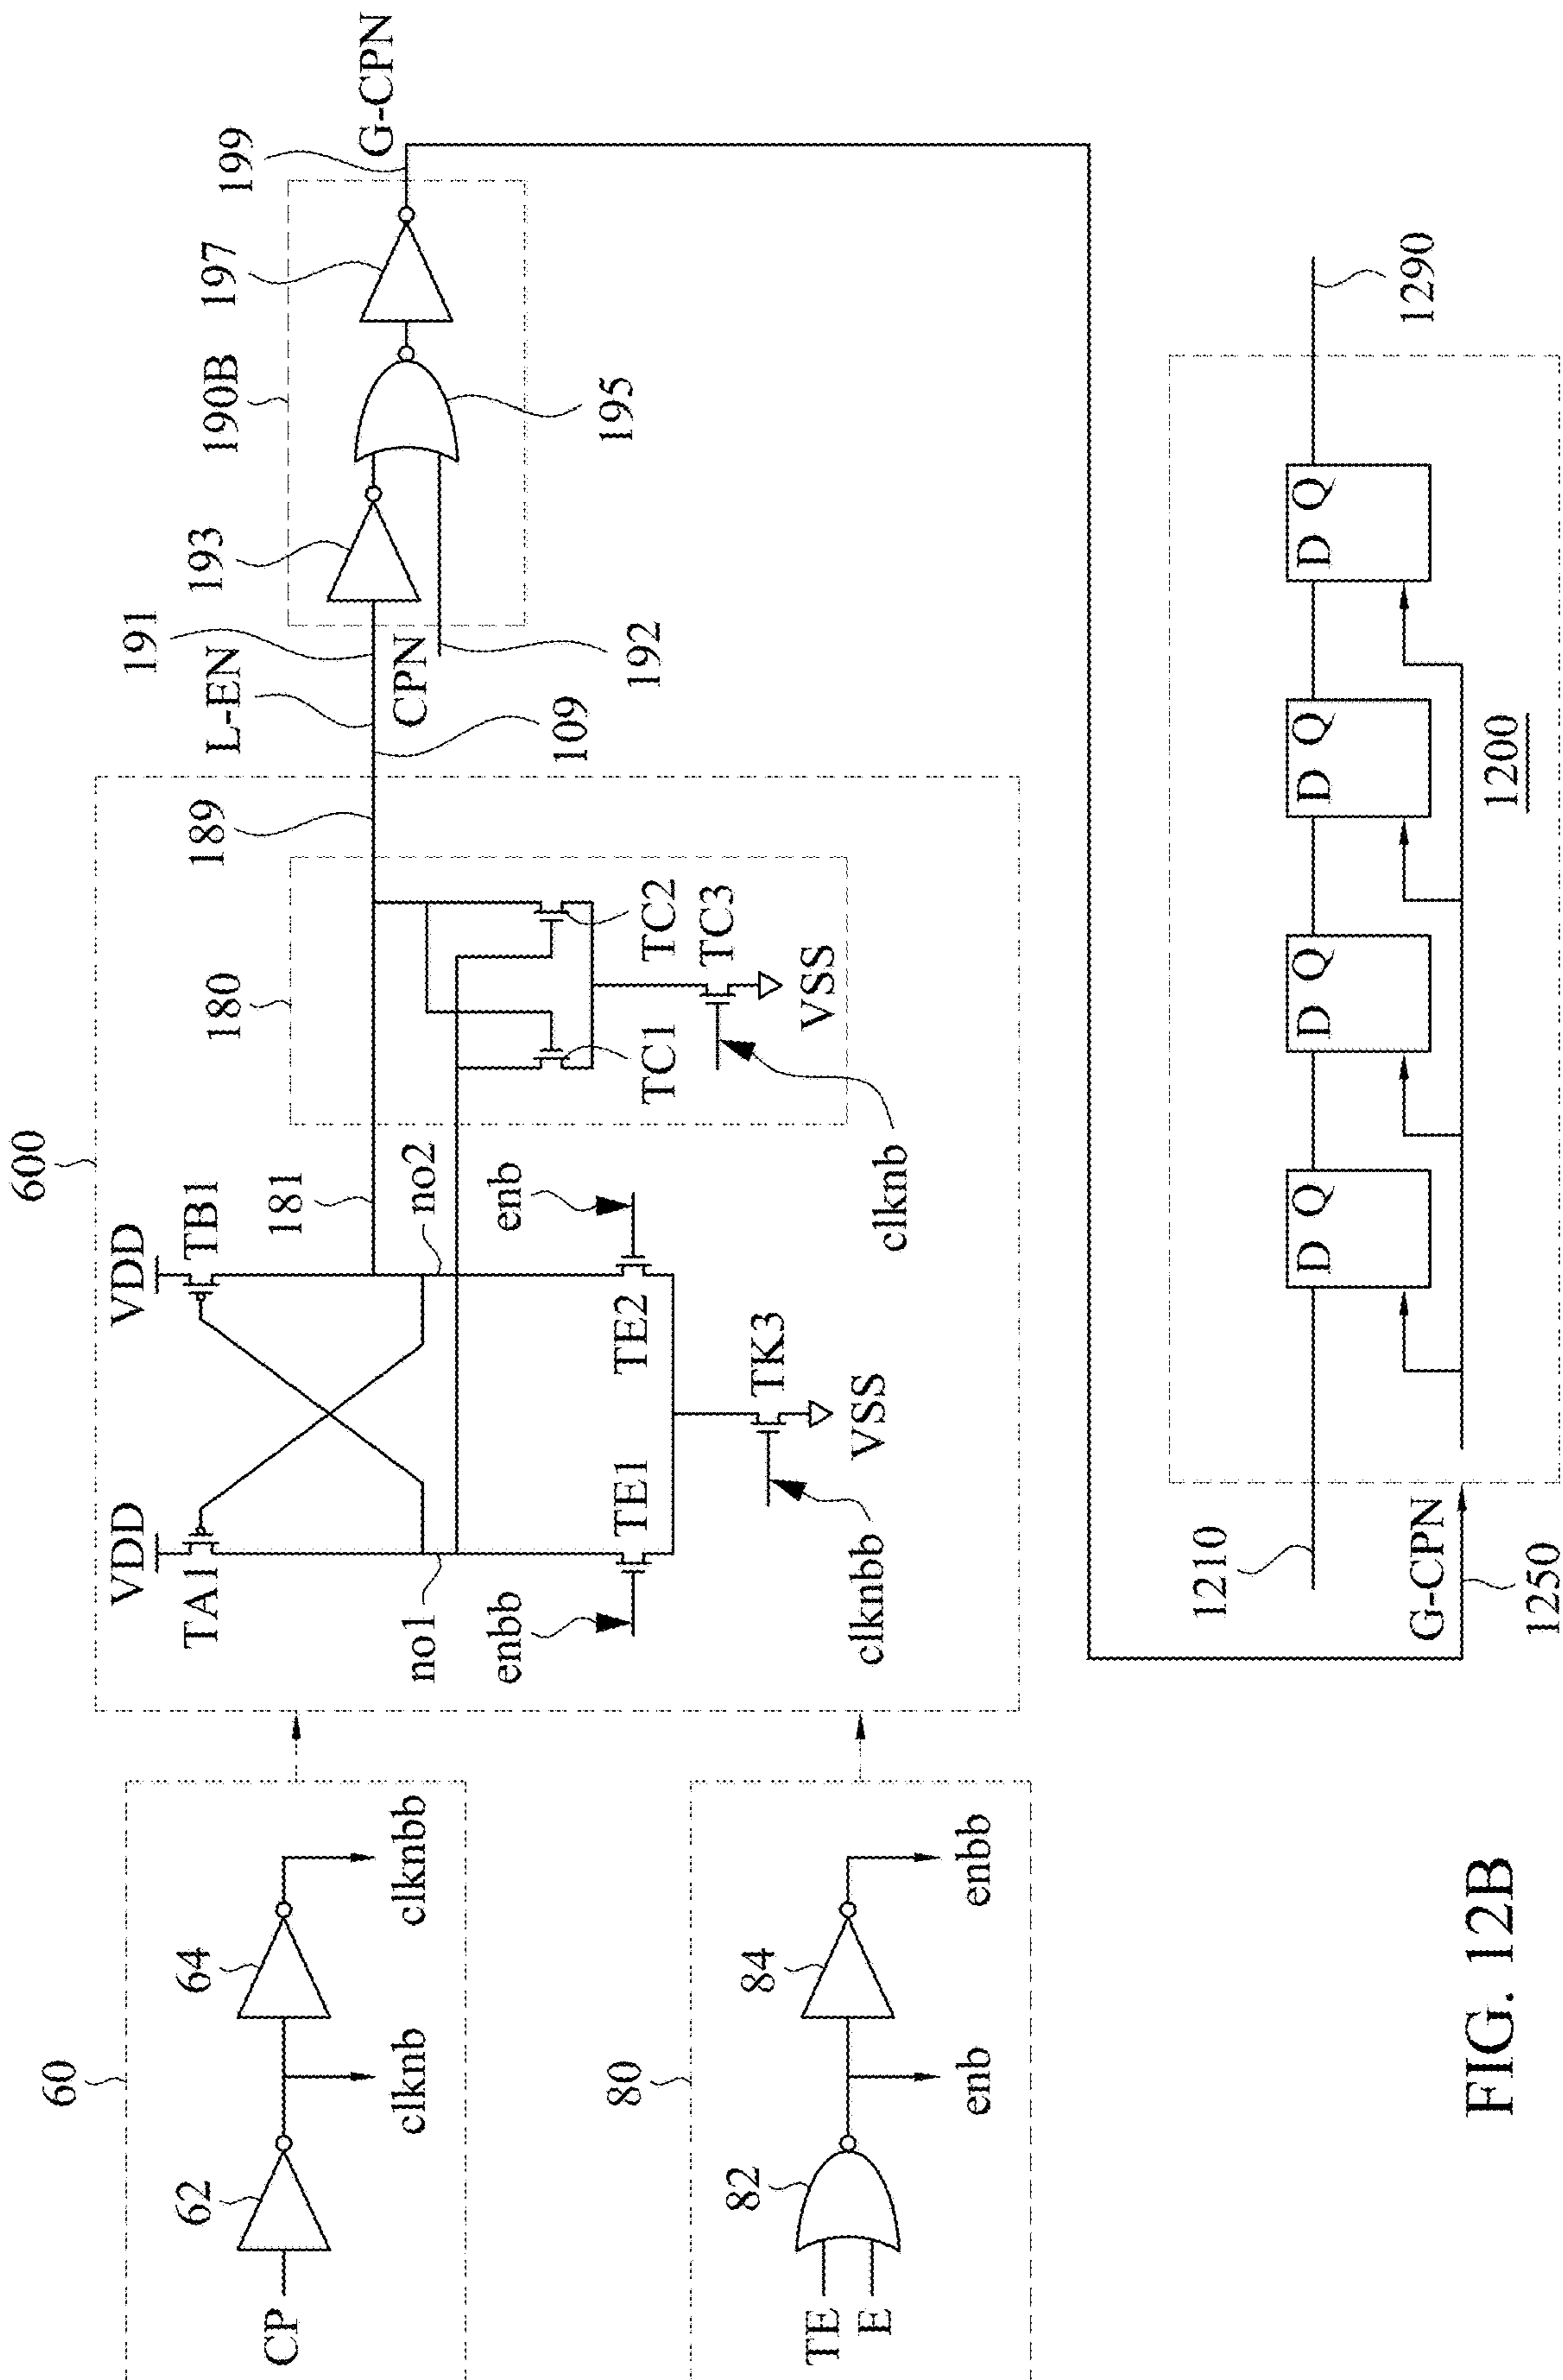 60
62
64
CP
clknb
clknbb
80
82
84
TE
E
enb
enbb
600
VDD
VDD
TA1
TB1
181
189
no1
no2
enbb
enb
TE1
TE2
TK3
clknbb
VSS
180
TC1
TC2
TC3
clknb
VSS
L-EN
191
109
CPN
192
193
190B
195
197
199
G-CPN
1210
D Q
D Q
D Q
D Q
1290
G-CPN
1250
1200
FIG. 12B